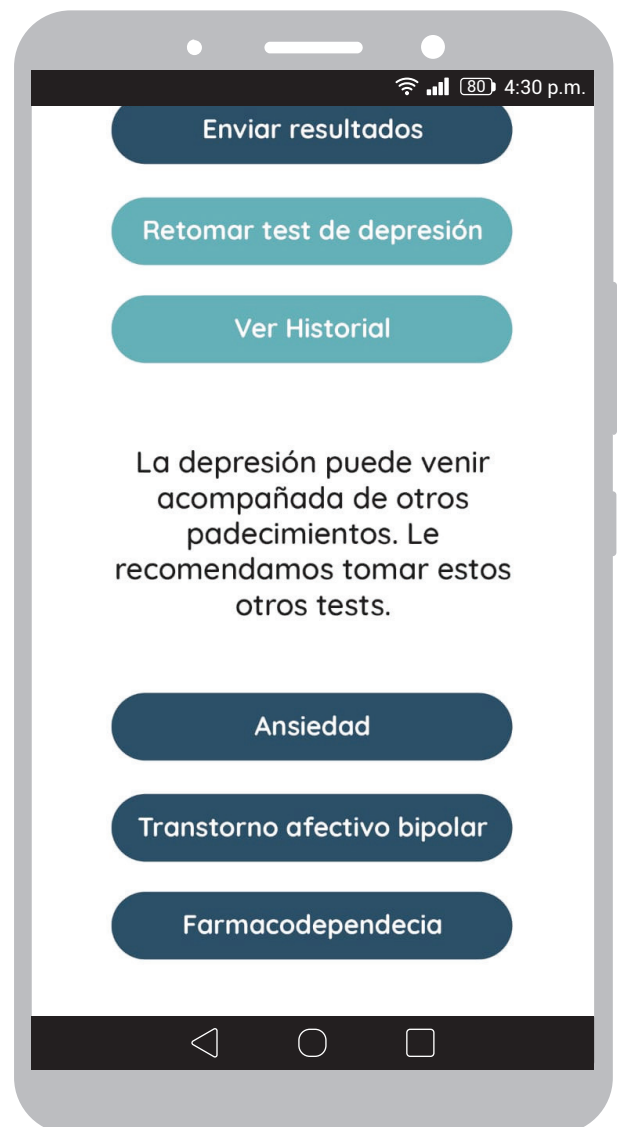 80 4:30 p.m.
Enviar resultados
Retomar test de depresión
Ver Historial
La depresión puede venir
acompañada de otros
padecimientos. Le
recomendamos tomar estos
otros tests.
Ansiedad
Transtorno afectivo bipolar
Farmacodependecia